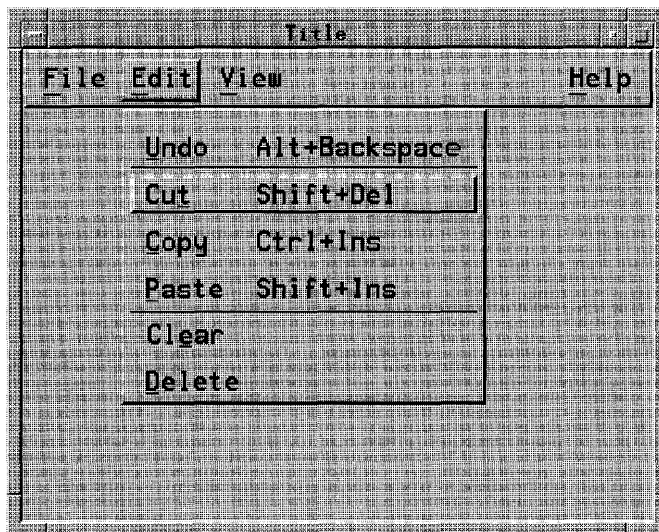 Title
File Edit View Help
Undo Alt+Backspace
Cut Shift+Del
Copy Ctrl+Ins
Paste Shift+Ins
Clear
Delete